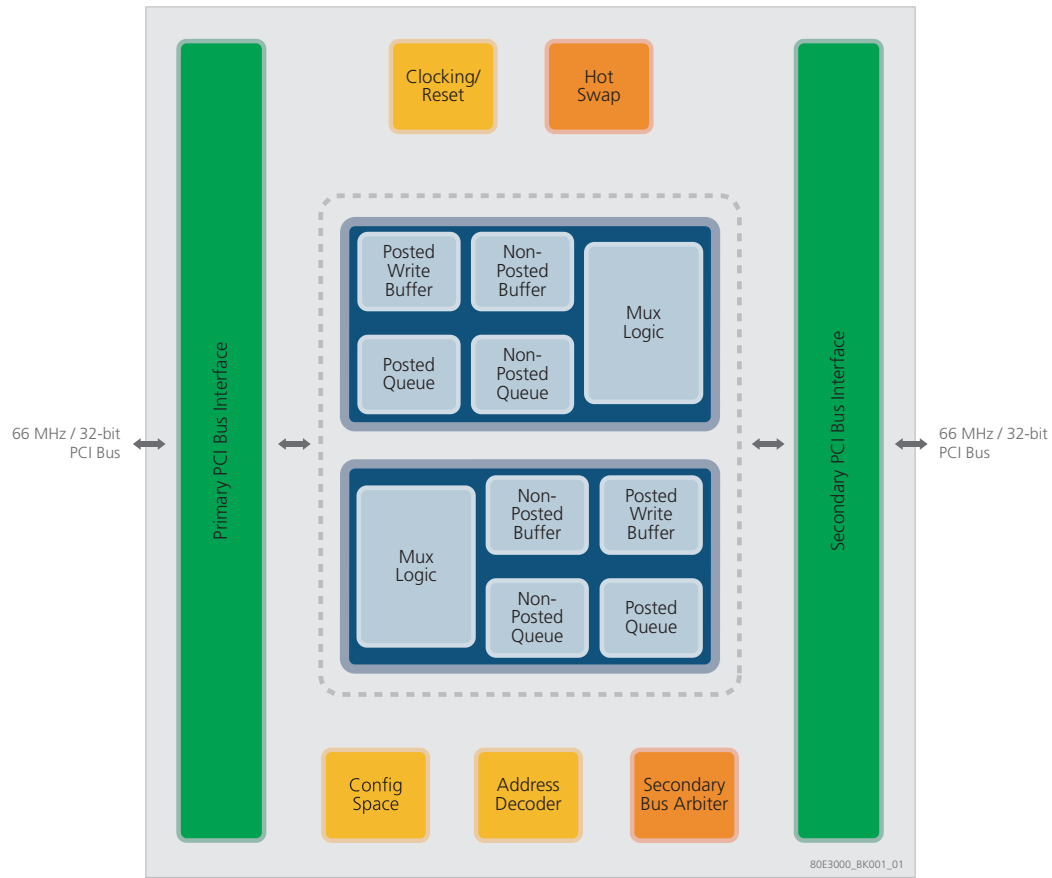 Clocking/
Reset
Hot
Swap
Posted
Write
Buffer
Non-
Posted
Buffer
Mux
Logic
Posted
Queue
Non-
Posted
Queue
Primary PCI Bus Interface
Secondary PCI Bus Interface
66 MHz / 32-bit
PCI Bus
66 MHz / 32-bit
PCI Bus
Mux
Logic
Non-
Posted
Buffer
Posted
Write
Buffer
Non-
Posted
Queue
Posted
Queue
Config
Space
Address
Decoder
Secondary
Bus Arbiter
80E3000_BK001_01